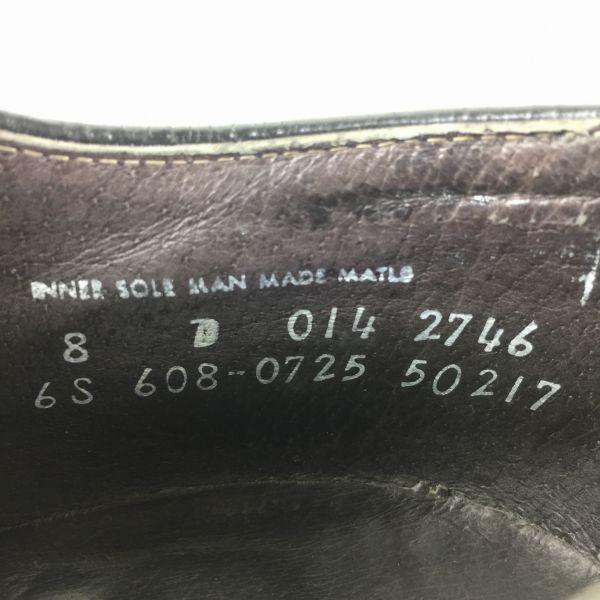 INNER SOLE MAN MADE MATLS
8 D 014 2746
6S 608-0725 50217